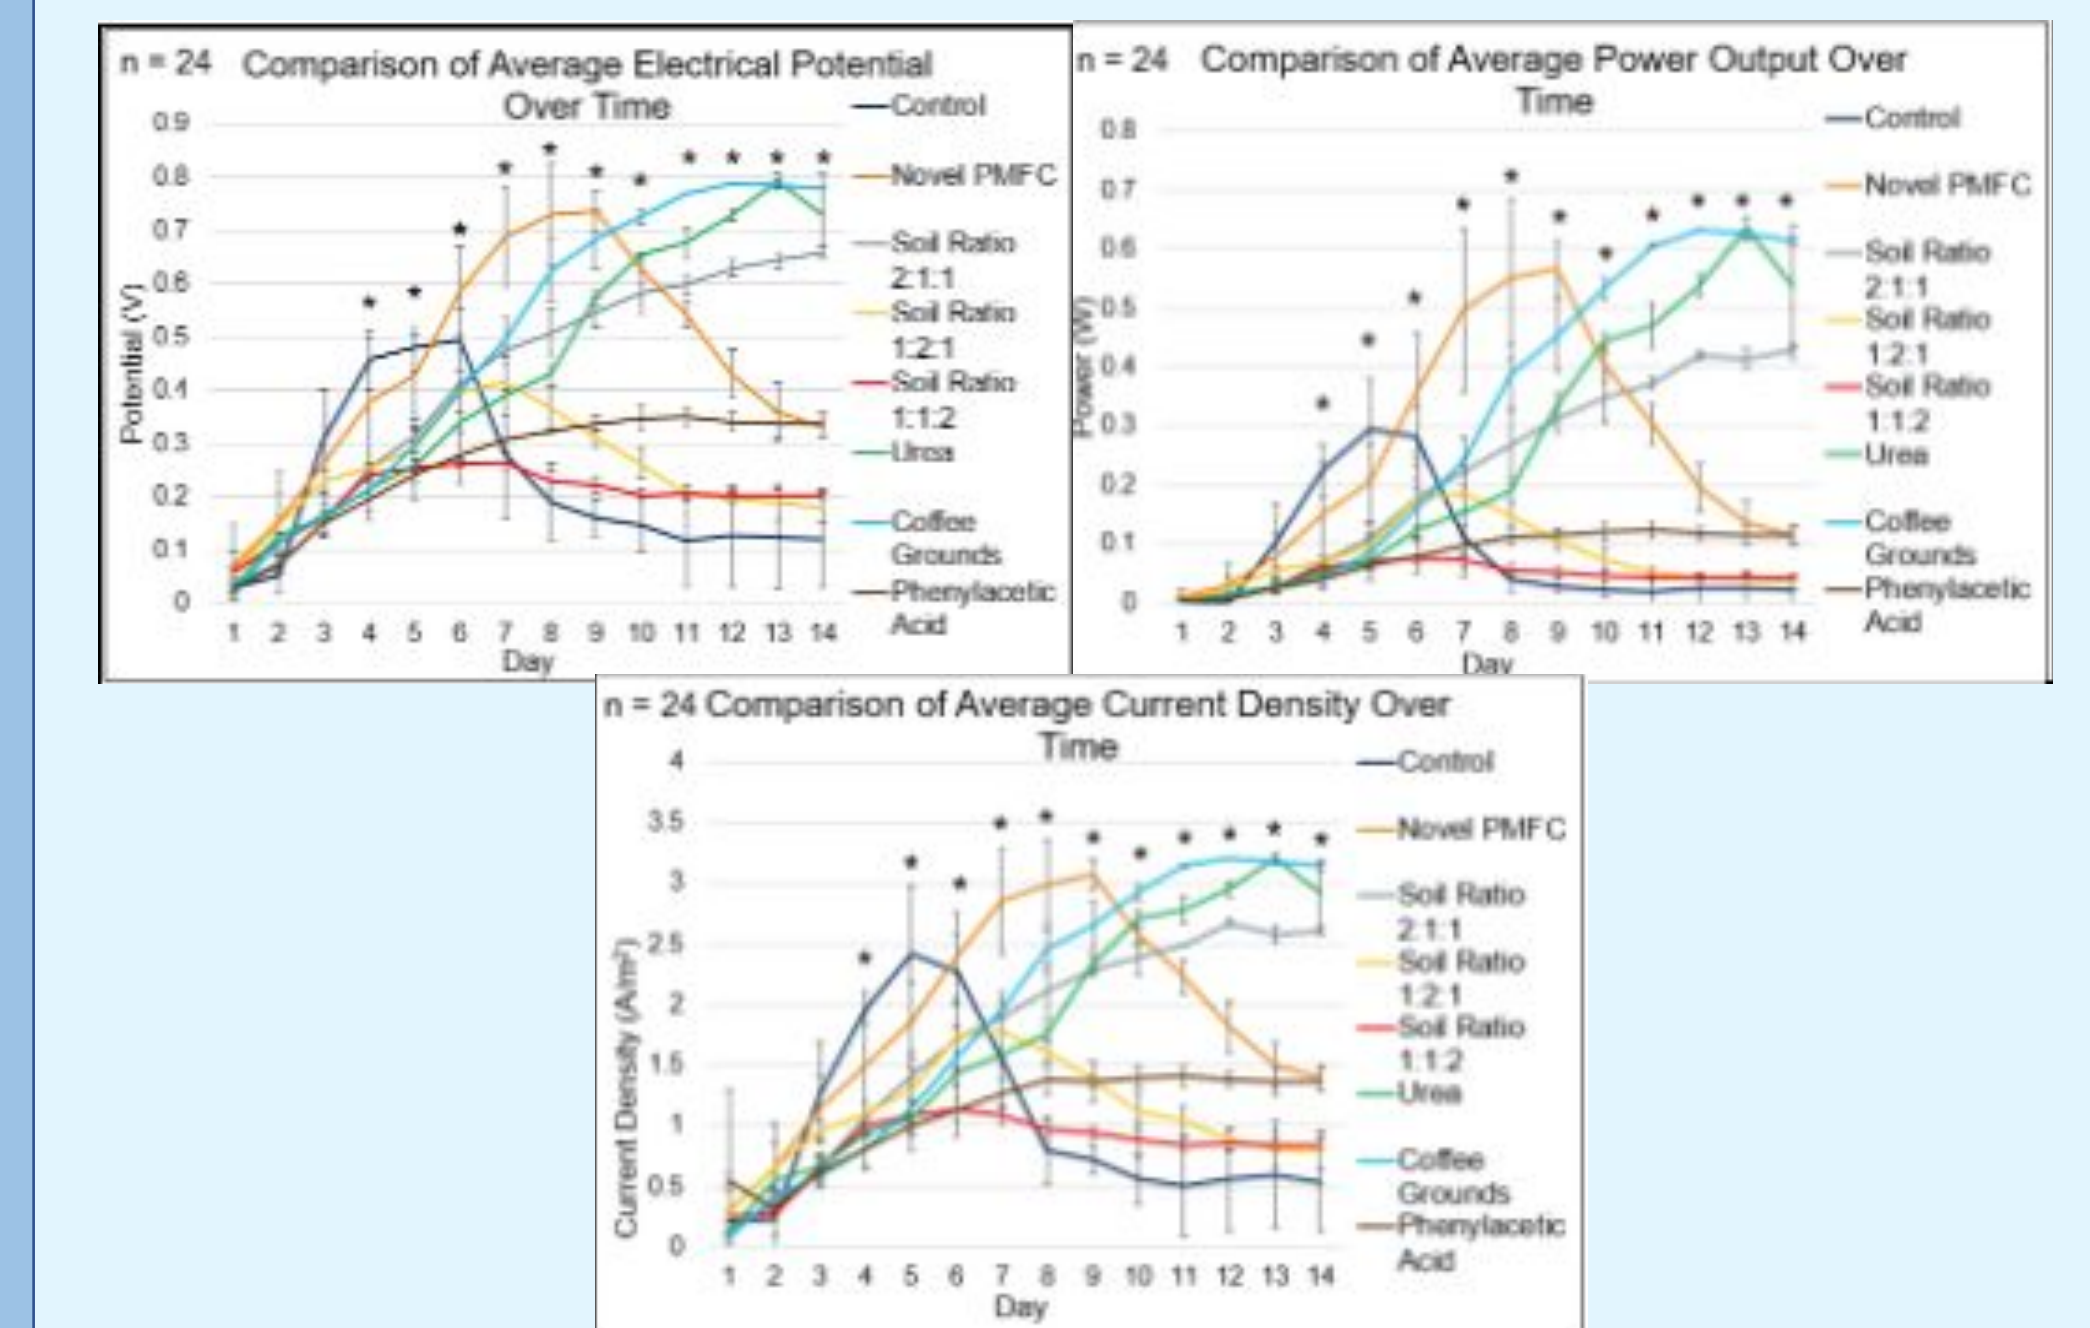 n = 24 Comparison of Average Electrical Potential
Over Time
0.9
0.8
0.7
0.6
0.5
0.4
0.3
0.2
0.1
0
Potential (V)
1 2 3 4 5 6 7 8 9 10 11 12 13 14
Day
* * * * * * * * * * *
Control
Novel PMFC
Soil Ratio
2:1:1
Soil Ratio
1:2:1
Soil Ratio
1:1:2
Urea
Coffee
Grounds
Phenylacetic
Acid
n = 24 Comparison of Average Power Output Over
Time
0.8
0.7
0.6
0.5
0.4
0.3
0.2
0.1
0
Power (W)
1 2 3 4 5 6 7 8 9 10 11 12 13 14
Day
* * * * * * * * * * *
Control
Novel PMFC
Soil Ratio
2:1:1
Soil Ratio
1:2:1
Soil Ratio
1:1:2
Urea
Coffee
Grounds
Phenylacetic
Acid
n = 24 Comparison of Average Current Density Over
Time
4
3.5
3
2.5
2
1.5
1
0.5
0
Current Density (A/m²)
1 2 3 4 5 6 7 8 9 10 11 12 13 14
Day
* * * * * * * * * * *
Control
Novel PMFC
Soil Ratio
2:1:1
Soil Ratio
1:2:1
Soil Ratio
1:1:2
Urea
Coffee
Grounds
Phenylacetic
Acid